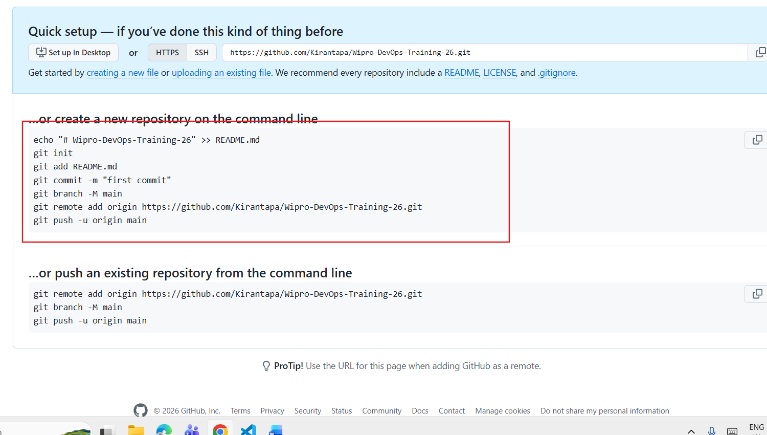 Quick setup — if you've done this kind of thing before
Set up in Desktop or HTTPS SSH https://github.com/Kirantapa/Wipro-DevOps-Training-26.git
Get started by creating a new file or uploading an existing file. We recommend every repository include a README, LICENSE, and .gitignore.
...or create a new repository on the command line
echo "# Wipro-DevOps-Training-26" >> README.md
git init
git add README.md
git commit -m "first commit"
git branch -M main
git remote add origin https://github.com/Kirantapa/Wipro-DevOps-Training-26.git
git push -u origin main
...or push an existing repository from the command line
git remote add origin https://github.com/Kirantapa/Wipro-DevOps-Training-26.git
git branch -M main
git push -u origin main
ProTip! Use the URL for this page when adding GitHub as a remote.
© 2026 GitHub, Inc. Terms Privacy Security Status Community Docs Contact Manage cookies Do not share my personal information
ENG